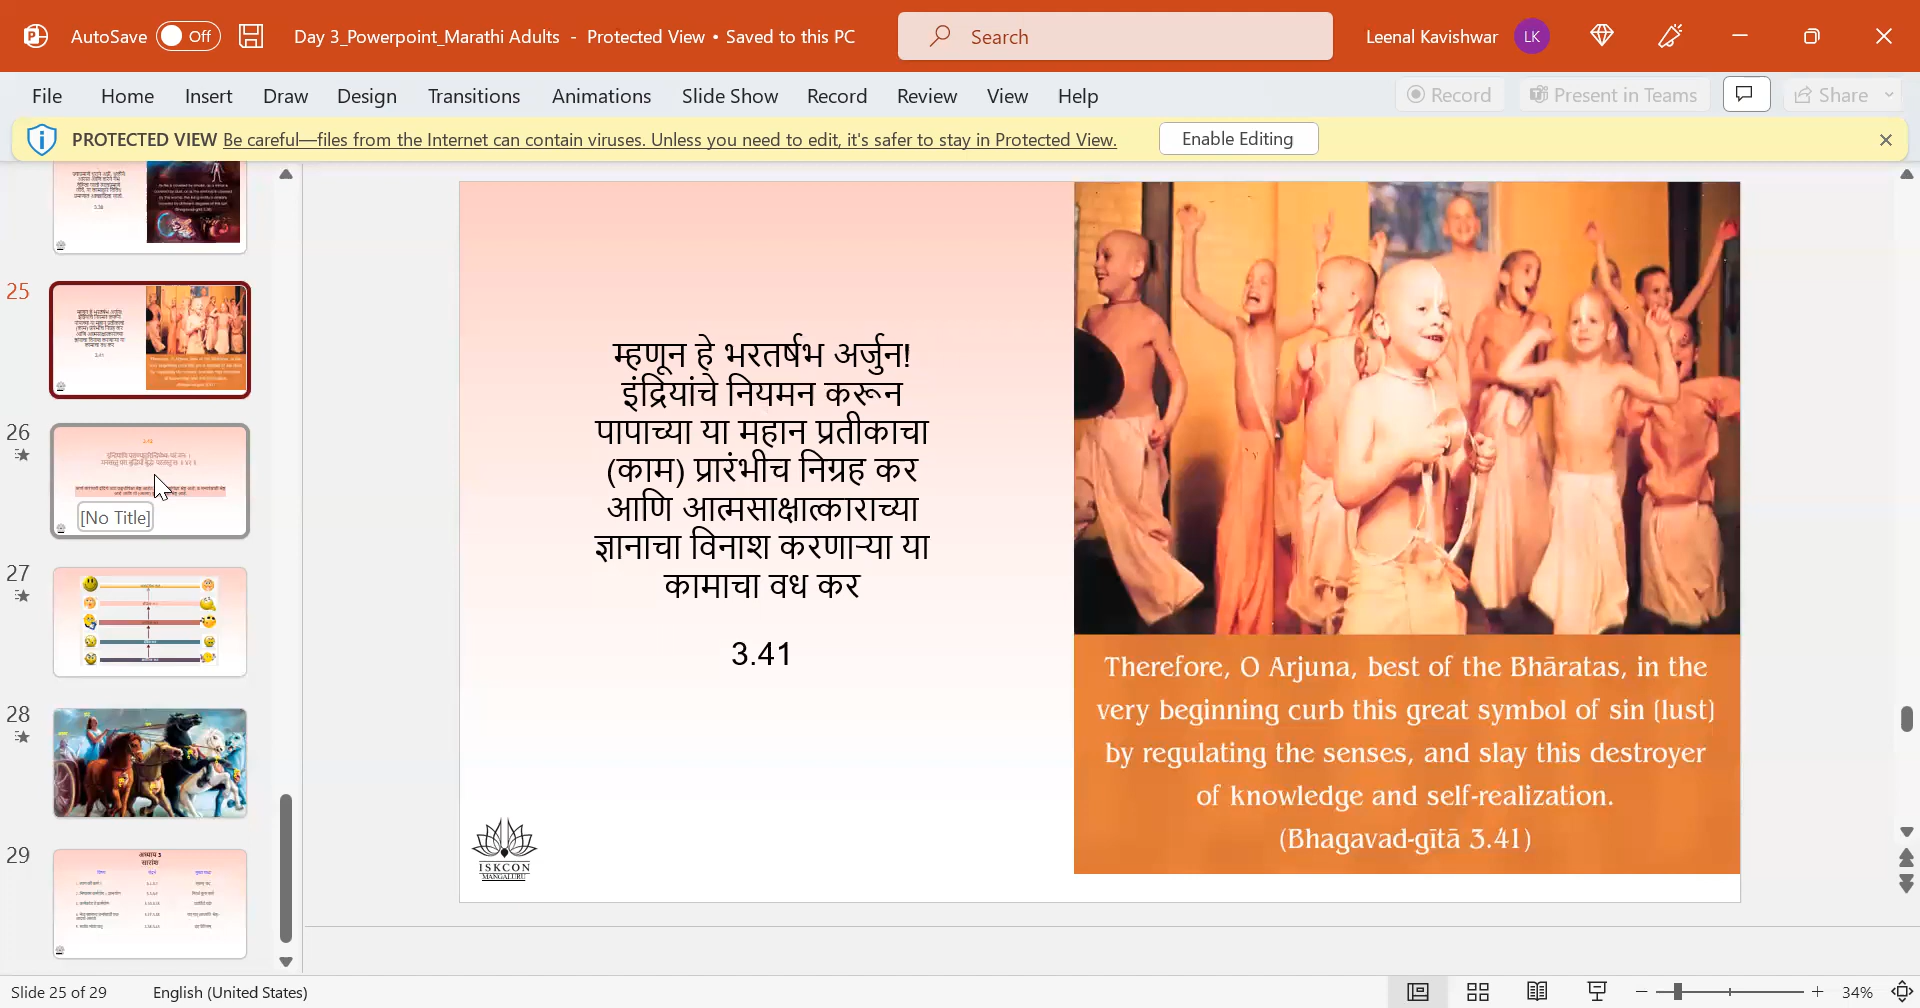 AutoSave Off Day 3_Powerpoint_Marathi Adults - Protected View • Saved to this PC Search Leenal Kavishwar LK
File Home Insert Draw Design Transitions Animations Slide Show Record Review View Help Record Present in Teams Share
PROTECTED VIEW Be careful—files from the Internet can contain viruses. Unless you need to edit, it's safer to stay in Protected View. Enable Editing
3.38
25
3.41
26
[No Title]
27
28
29
अध्याय 3
सारांश
म्हणून हे भरतर्षभ अर्जुन!
इंद्रियांचे नियमन करून
पापाच्या या महान प्रतीकाचा
(काम) प्रारंभीच निग्रह कर
आणि आत्मसाक्षात्काराच्या
ज्ञानाचा विनाश करणाऱ्या या
कामाचा वध कर
3.41
ISKCON
MANGALURU
Therefore, O Arjuna, best of the Bhāratas, in the
very beginning curb this great symbol of sin (lust)
by regulating the senses, and slay this destroyer
of knowledge and self-realization.
(Bhagavad-gītā 3.41)
Slide 25 of 29 English (United States) 34%